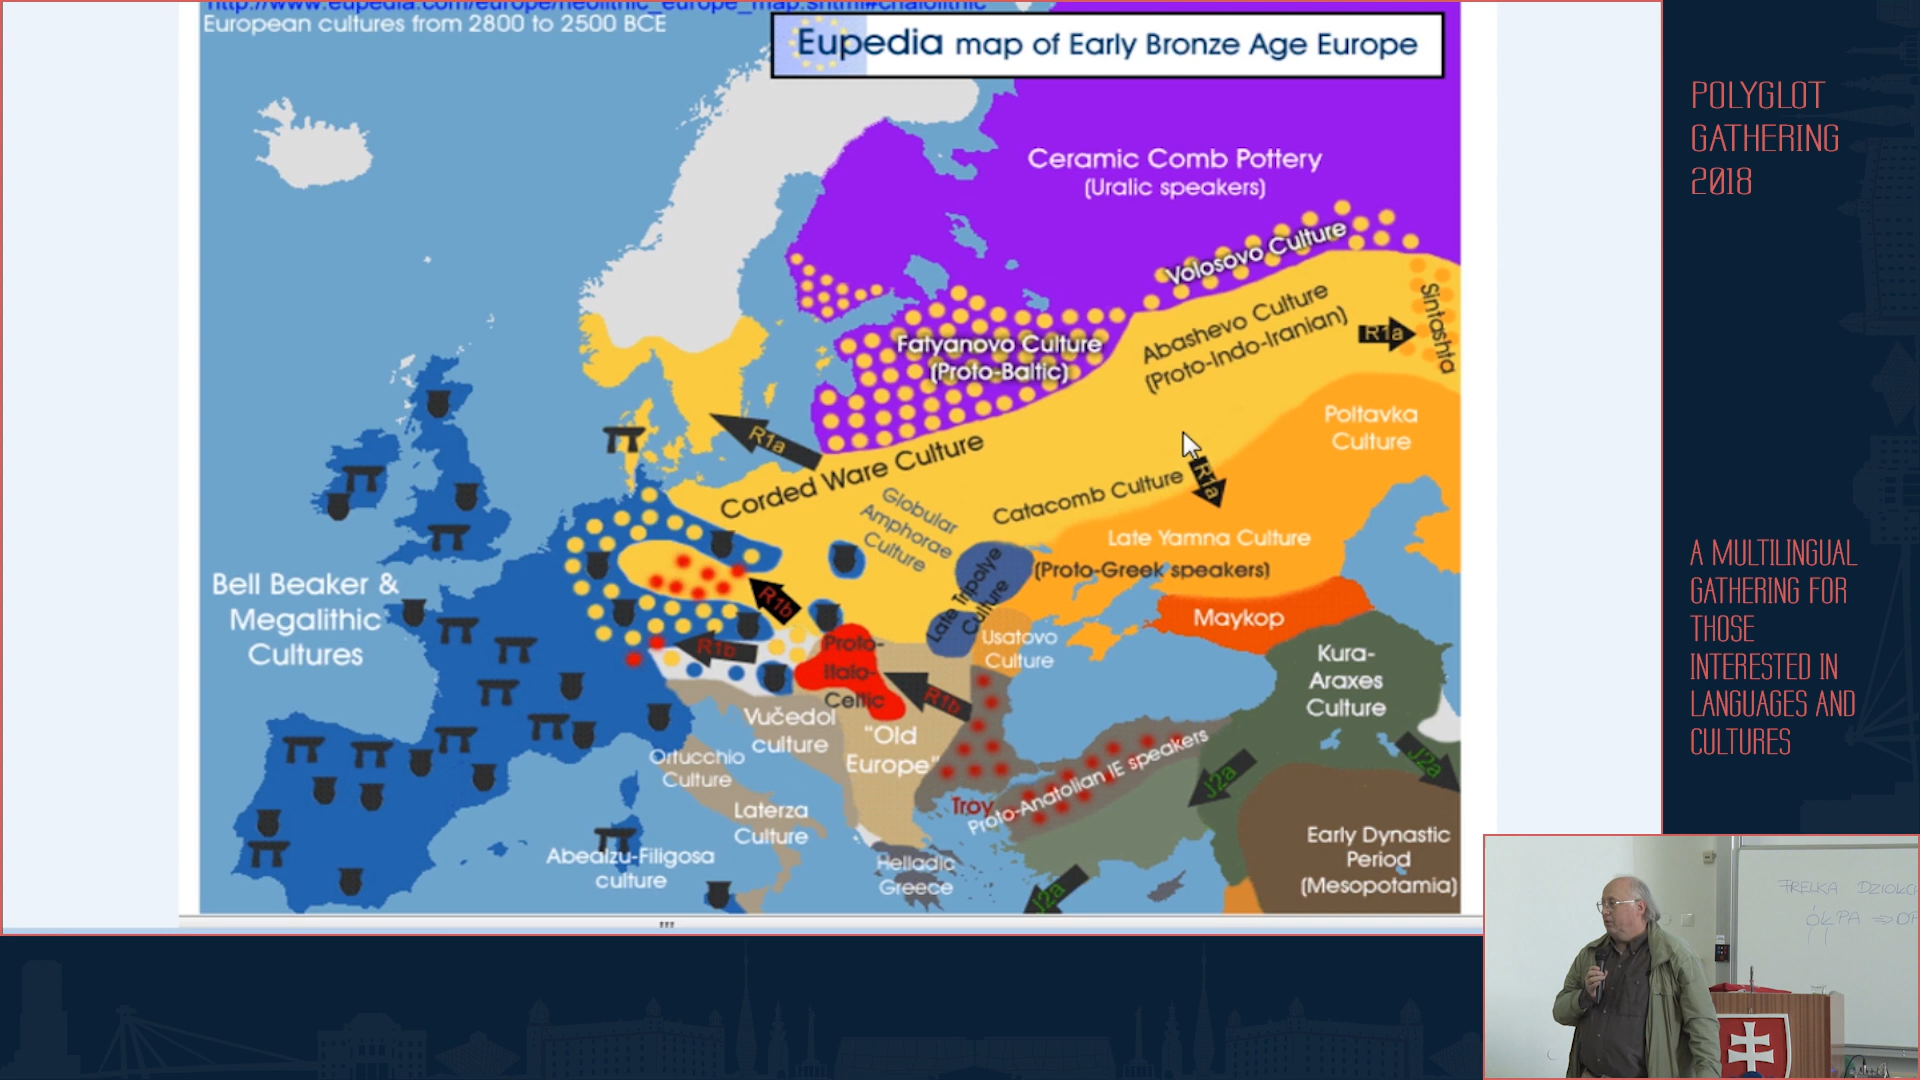 http://www.eupedia.com/europe/neolithic_europe_map.shtml#chalolithic
European cultures from 2800 to 2500 BCE
Eupedia map of Early Bronze Age Europe
Ceramic Comb Pottery
(Uralic speakers)
Volosovo Culture
Sintashta
Abashevo Culture
(Proto-Indo-Iranian)
R1a
Fatyanovo Culture
(Proto-Baltic)
Poltavka
Culture
R1a
Corded Ware Culture
Catacomb Culture
R1a
Globular
Amphorae
Culture
Late Yamna Culture
(Proto-Greek speakers)
Late Tripolye
Culture
Bell Beaker &
Megalithic
Cultures
R1b
Maykop
Usatovo
Culture
R1b
Proto-
Italo-
Celtic
Kura-
Araxes
Culture
R1b
Vučedol
culture
"Old
Europe"
Ortucchio
Culture
Proto-Anatolian IE speakers
J2a
J2a
Troy
Laterza
Culture
Early Dynastic
Period
(Mesopotamia)
Abealzu-Filigosa
culture
Helladic
Greece
J2a
POLYGLOT
GATHERING
2018
A MULTILINGUAL
GATHERING FOR
THOSE
INTERESTED IN
LANGUAGES AND
CULTURES